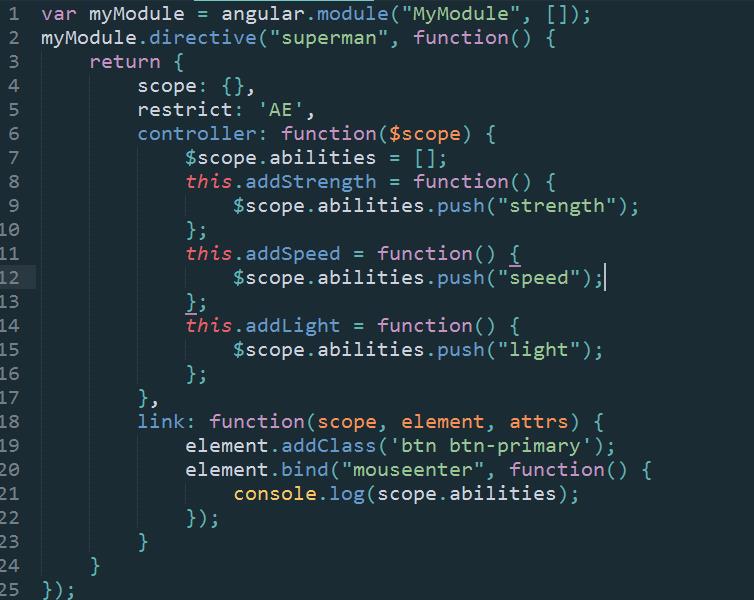 1 var myModule = angular.module("MyModule", []);
2 myModule.directive("superman", function() {
3     return {
4         scope: {},
5         restrict: 'AE',
6         controller: function($scope) {
7             $scope.abilities = [];
8             this.addStrength = function() {
9                 $scope.abilities.push("strength");
10             };
11             this.addSpeed = function() {
12                 $scope.abilities.push("speed");
13             };
14             this.addLight = function() {
15                 $scope.abilities.push("light");
16             };
17         },
18         link: function(scope, element, attrs) {
19             element.addClass('btn btn-primary');
20             element.bind("mouseenter", function() {
21                 console.log(scope.abilities);
22             });
23         }
24     }
25 });